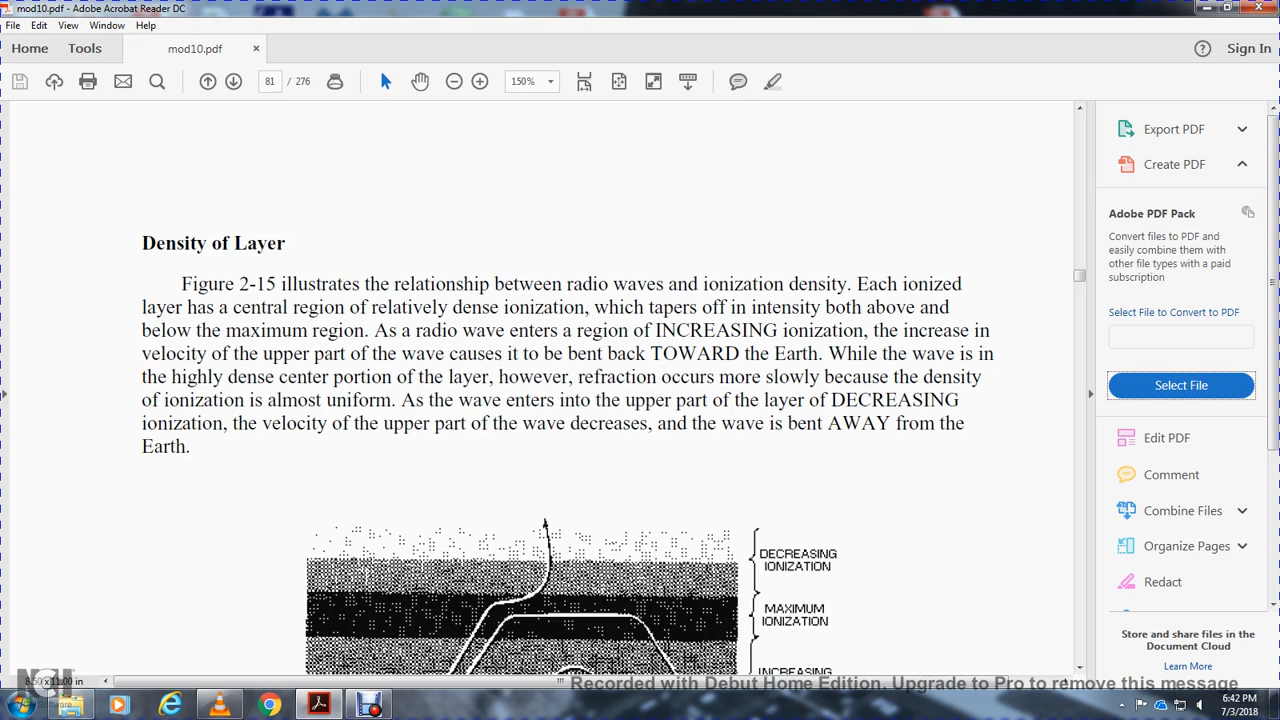 mod10.pdf - Adobe Acrobat Reader DC
File Edit View Window Help
Home Tools mod10.pdf × Sign In
81 / 276 150%
Export PDF
Create PDF
Adobe PDF Pack
Convert files to PDF and
easily combine them with
other file types with a paid
subscription
Select File to Convert to PDF
Select File
Edit PDF
Comment
Combine Files
Organize Pages
Redact
Store and share files in the
Document Cloud
Learn More
Density of Layer
Figure 2-15 illustrates the relationship between radio waves and ionization density. Each ionized
layer has a central region of relatively dense ionization, which tapers off in intensity both above and
below the maximum region. As a radio wave enters a region of INCREASING ionization, the increase in
velocity of the upper part of the wave causes it to be bent back TOWARD the Earth. While the wave is in
the highly dense center portion of the layer, however, refraction occurs more slowly because the density
of ionization is almost uniform. As the wave enters into the upper part of the layer of DECREASING
ionization, the velocity of the upper part of the wave decreases, and the wave is bent AWAY from the
Earth.
DECREASING
IONIZATION
MAXIMUM
IONIZATION
INCREASING
8.50 x 11.00 in
Recorded with Debut Home Edition. Upgrade to Pro to remove this message
NCH
Software
6:42 PM
7/3/2018